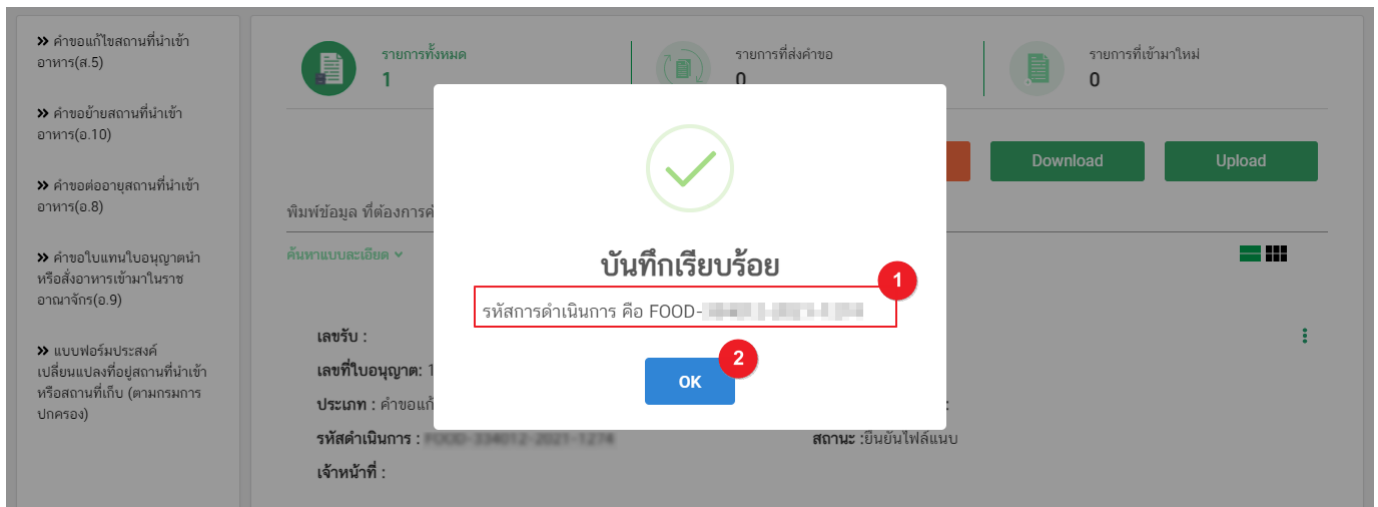 » คำขอแก้ไขสถานที่นำเข้า
อาหาร(ส.5)
» คำขอย้ายสถานที่นำเข้า
อาหาร(อ.10)
» คำขอต่ออายุสถานที่นำเข้า
อาหาร(อ.8)
» คำขอใบแทนใบอนุญาตนำ
หรือสั่งอาหารเข้ามาในราช
อาณาจักร(อ.9)
» แบบฟอร์มประสงค์
เปลี่ยนแปลงที่อยู่สถานที่นำเข้า
หรือสถานที่เก็บ (ตามกรมการ
ปกครอง)
รายการทั้งหมด
1
รายการที่ส่งคำขอ
0
รายการที่เข้ามาใหม่
0
Download
Upload
พิมพ์ข้อมูล ที่ต้องการค้
ค้นหาแบบละเอียด
บันทึกเรียบร้อย
1
รหัสการดำเนินการ คือ FOOD-
2
OK
เลขรับ :
เลขที่ใบอนุญาต: 1
ประเภท : คำขอแก้
รหัสดำเนินการ :
สถานะ :ยืนยันไฟล์แนบ
เจ้าหน้าที่ :